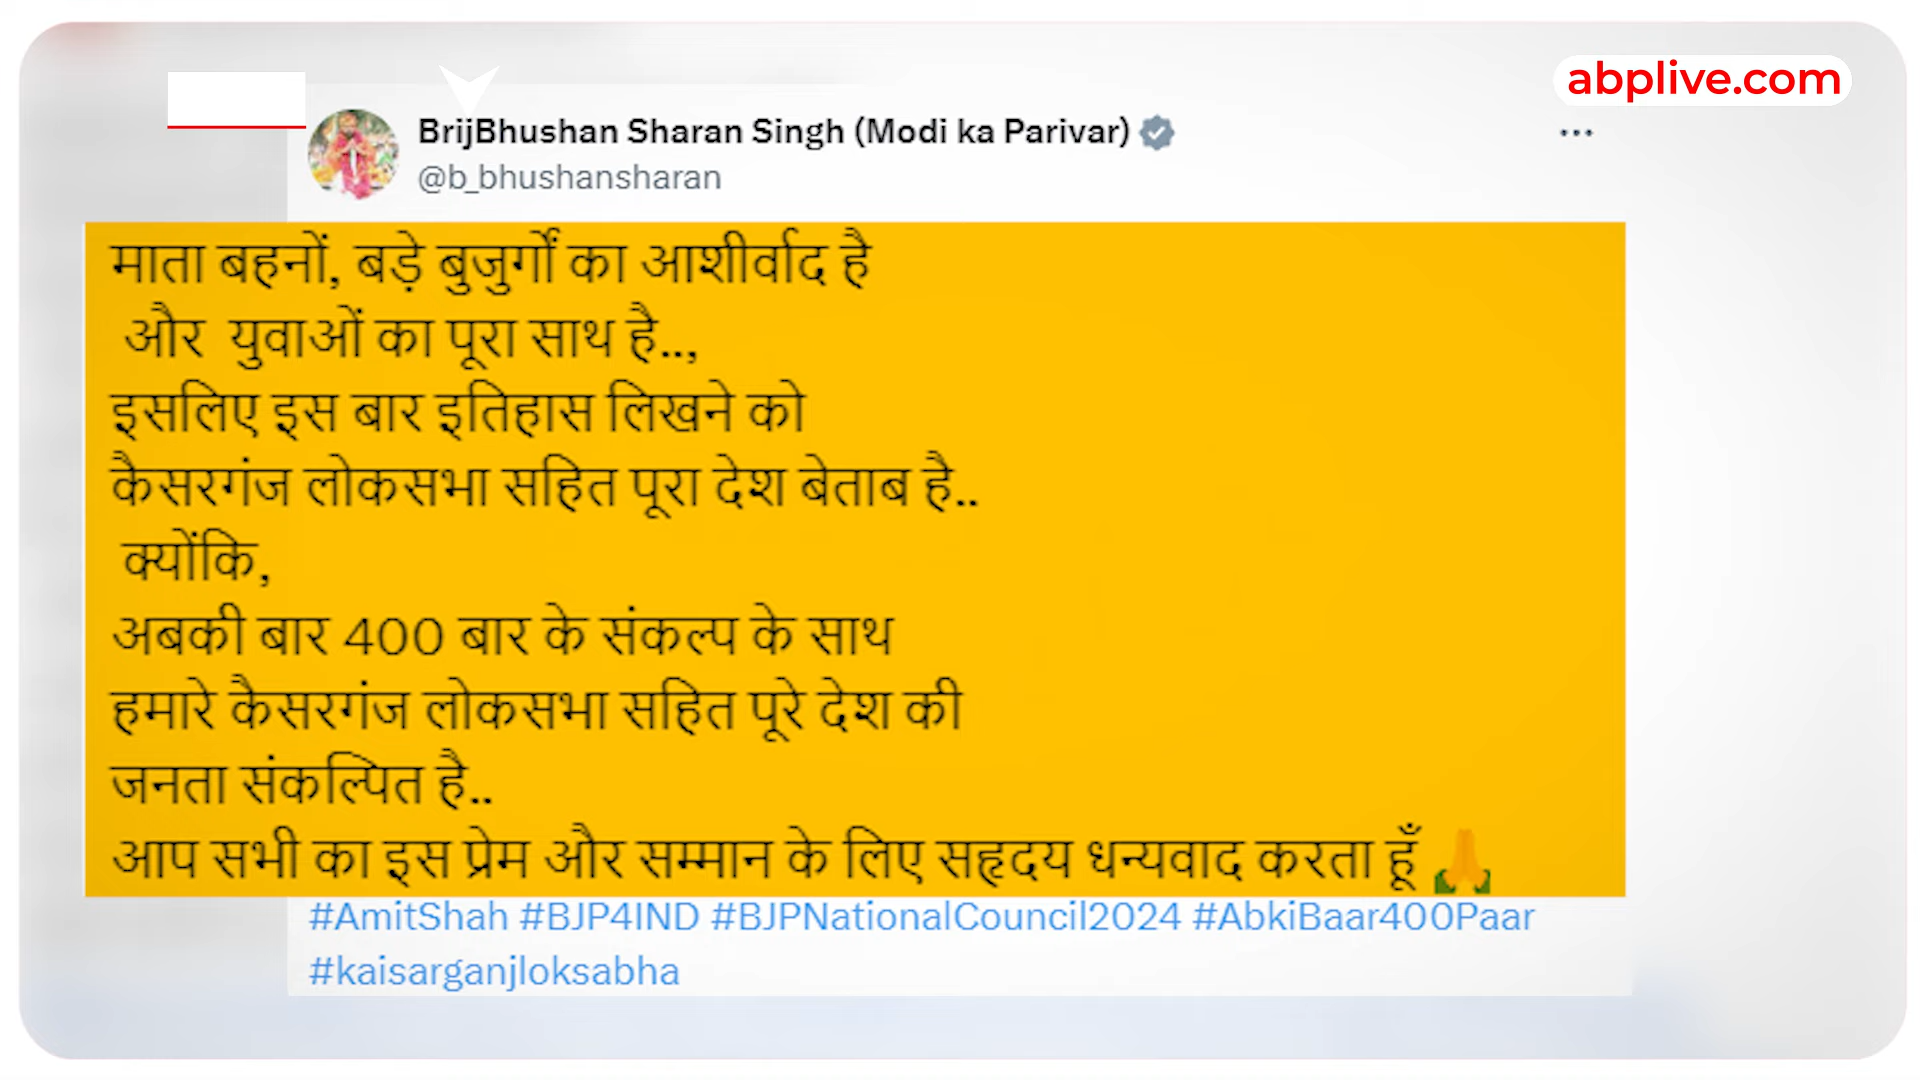 abplive.com
BrijBhushan Sharan Singh (Modi ka Parivar)
@b_bhushansharan
माता बहनों, बड़े बुजुर्गों का आशीर्वाद है
और युवाओं का पूरा साथ है..,
इसलिए इस बार इतिहास लिखने को
कैसरगंज लोकसभा सहित पूरा देश बेताब है..
क्योंकि,
अबकी बार 400 बार के संकल्प के साथ
हमारे कैसरगंज लोकसभा सहित पूरे देश की
जनता संकल्पित है..
आप सभी का इस प्रेम और सम्मान के लिए सहृदय धन्यवाद करता हूँ 🙏
#AmitShah #BJP4IND #BJPNationalCouncil2024 #AbkiBaar400Paar
#kaisarganjloksabha